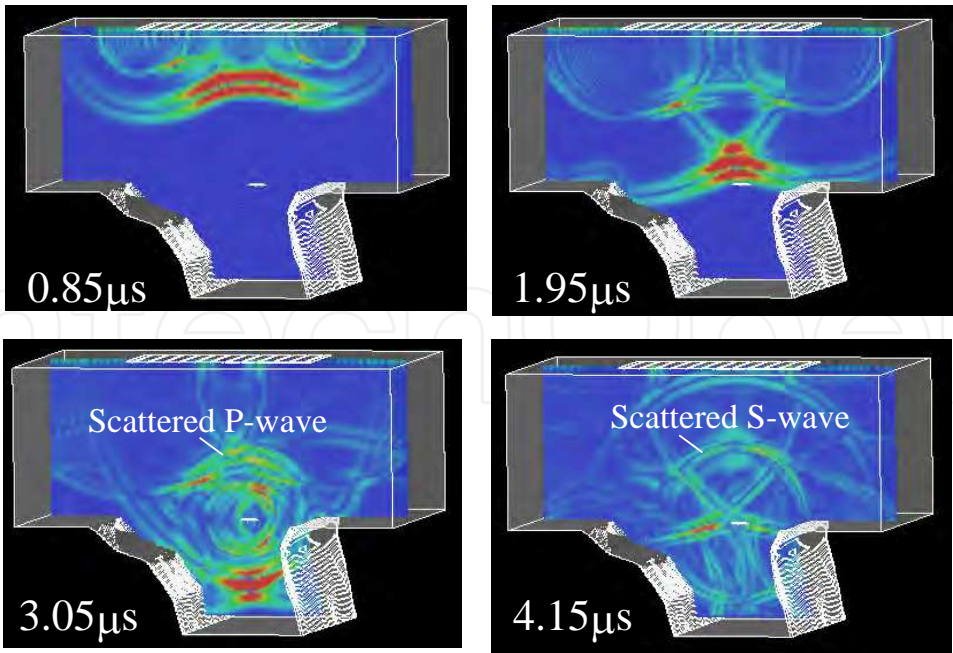 0.85μs
1.95μs
Scattered P-wave
3.05μs
Scattered S-wave
4.15μs